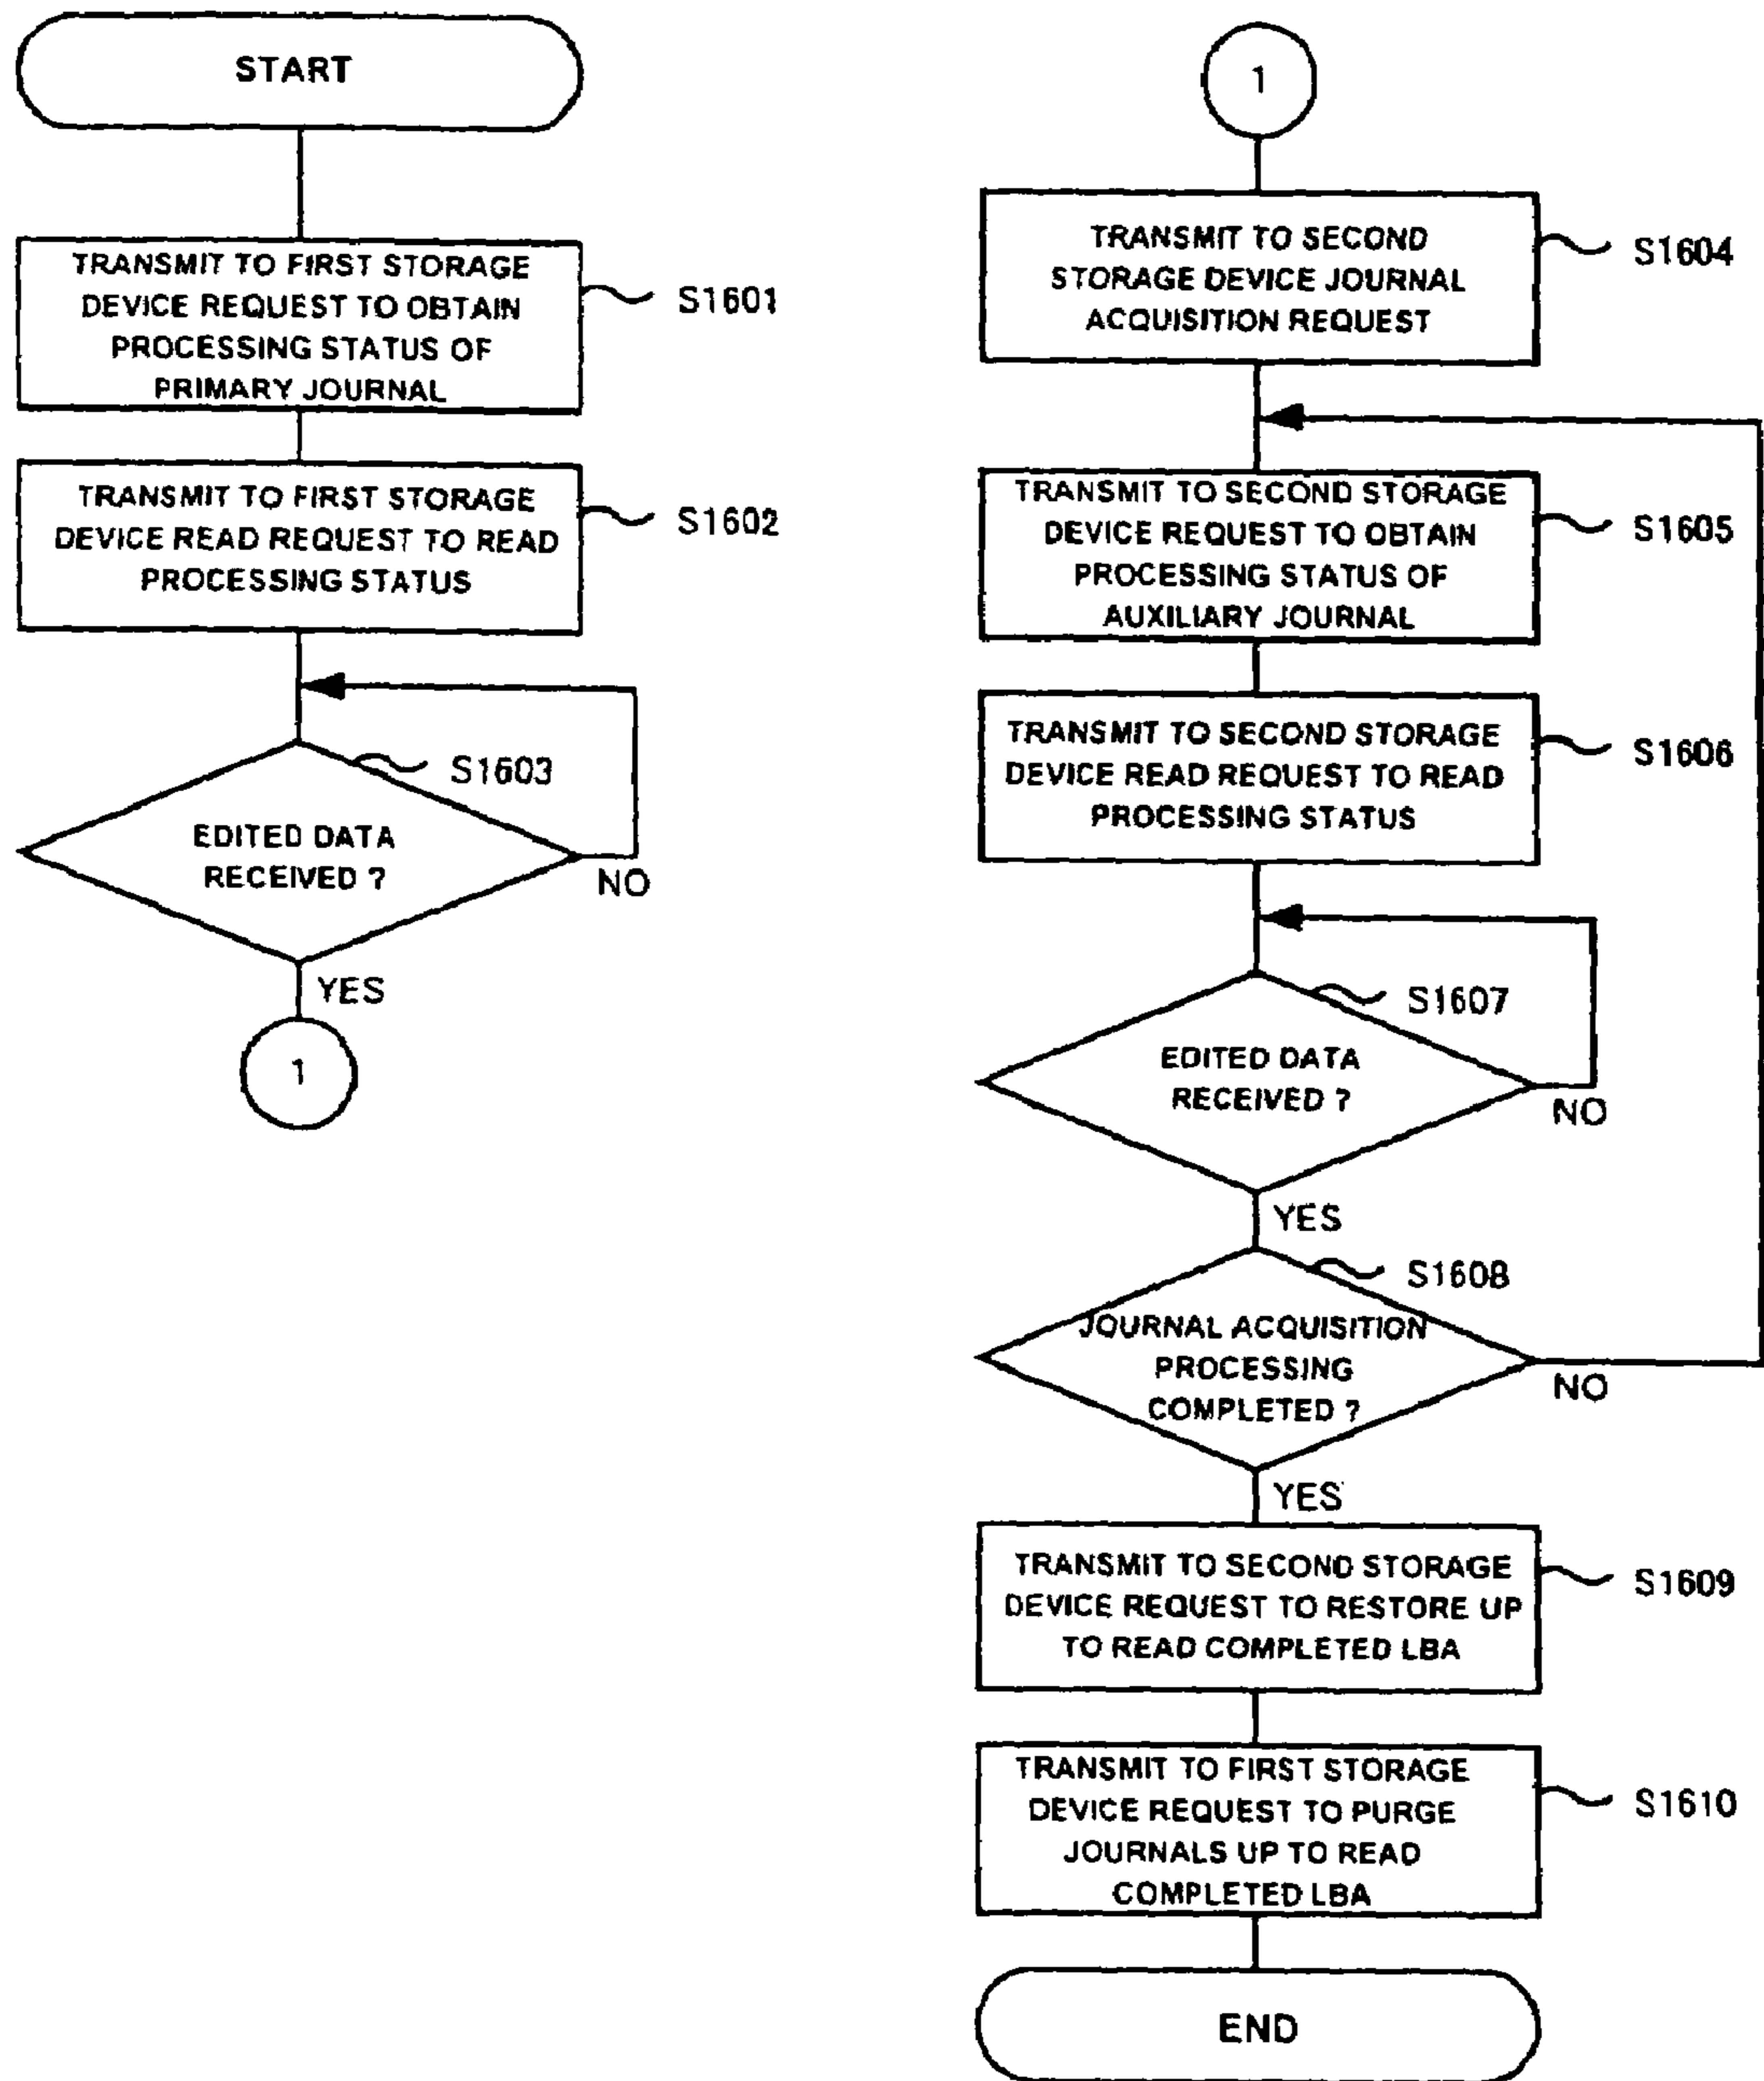 START
TRANSMIT TO FIRST STORAGE
DEVICE REQUEST TO OBTAIN
PROCESSING STATUS OF
PRIMARY JOURNAL
S1601
TRANSMIT TO FIRST STORAGE
DEVICE READ REQUEST TO READ
PROCESSING STATUS
S1602
S1603
EDITED DATA
RECEIVED ?
NO
YES
1
1
TRANSMIT TO SECOND
STORAGE DEVICE JOURNAL
ACQUISITION REQUEST
S1604
TRANSMIT TO SECOND STORAGE
DEVICE REQUEST TO OBTAIN
PROCESSING STATUS OF
AUXILIARY JOURNAL
S1605
TRANSMIT TO SECOND STORAGE
DEVICE READ REQUEST TO READ
PROCESSING STATUS
S1606
S1607
EDITED DATA
RECEIVED ?
NO
YES
S1608
JOURNAL ACQUISITION
PROCESSING
COMPLETED ?
NO
YES
TRANSMIT TO SECOND STORAGE
DEVICE REQUEST TO RESTORE UP
TO READ COMPLETED LBA
S1609
TRANSMIT TO FIRST STORAGE
DEVICE REQUEST TO PURGE
JOURNALS UP TO READ
COMPLETED LBA
S1610
END